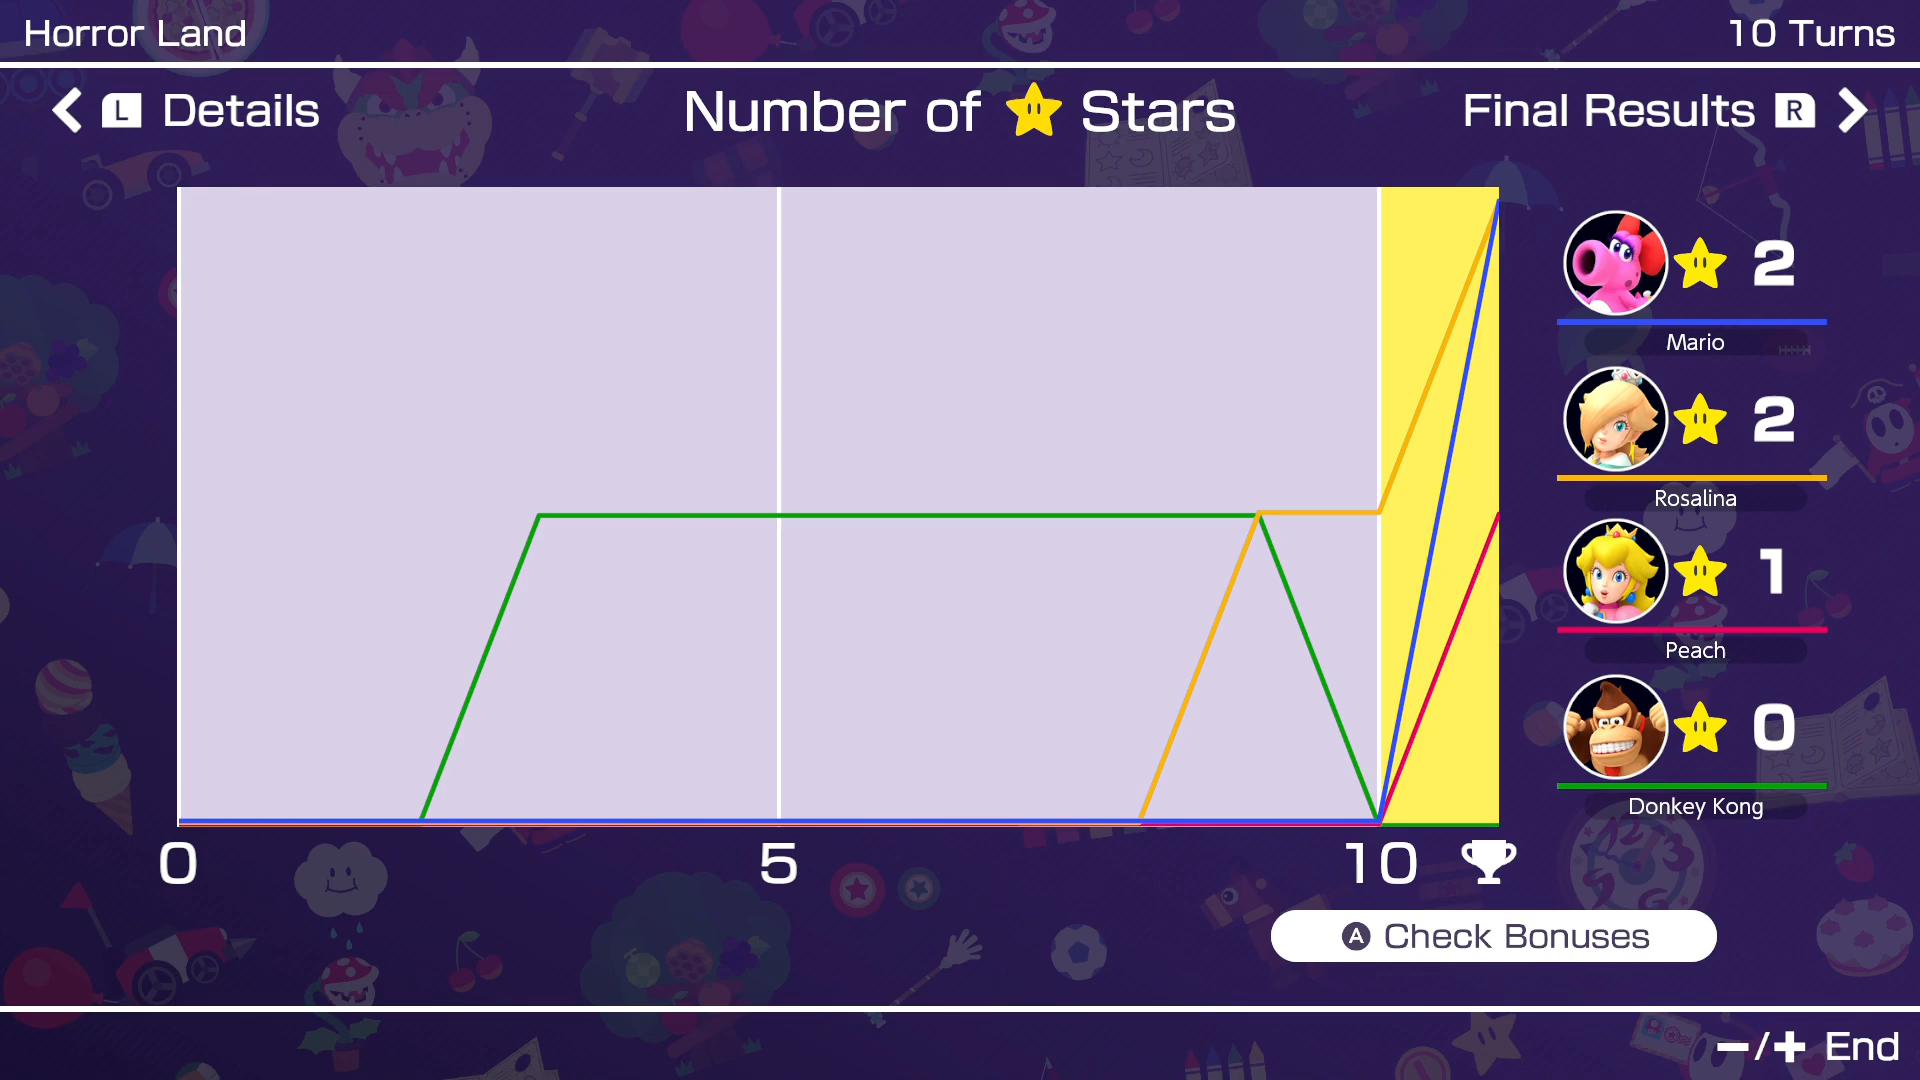 Horror Land
10 Turns
L Details
Number of Stars
Final Results R
2
Mario
2
Rosalina
1
Peach
0
Donkey Kong
0 5 10
A Check Bonuses
-/+ End